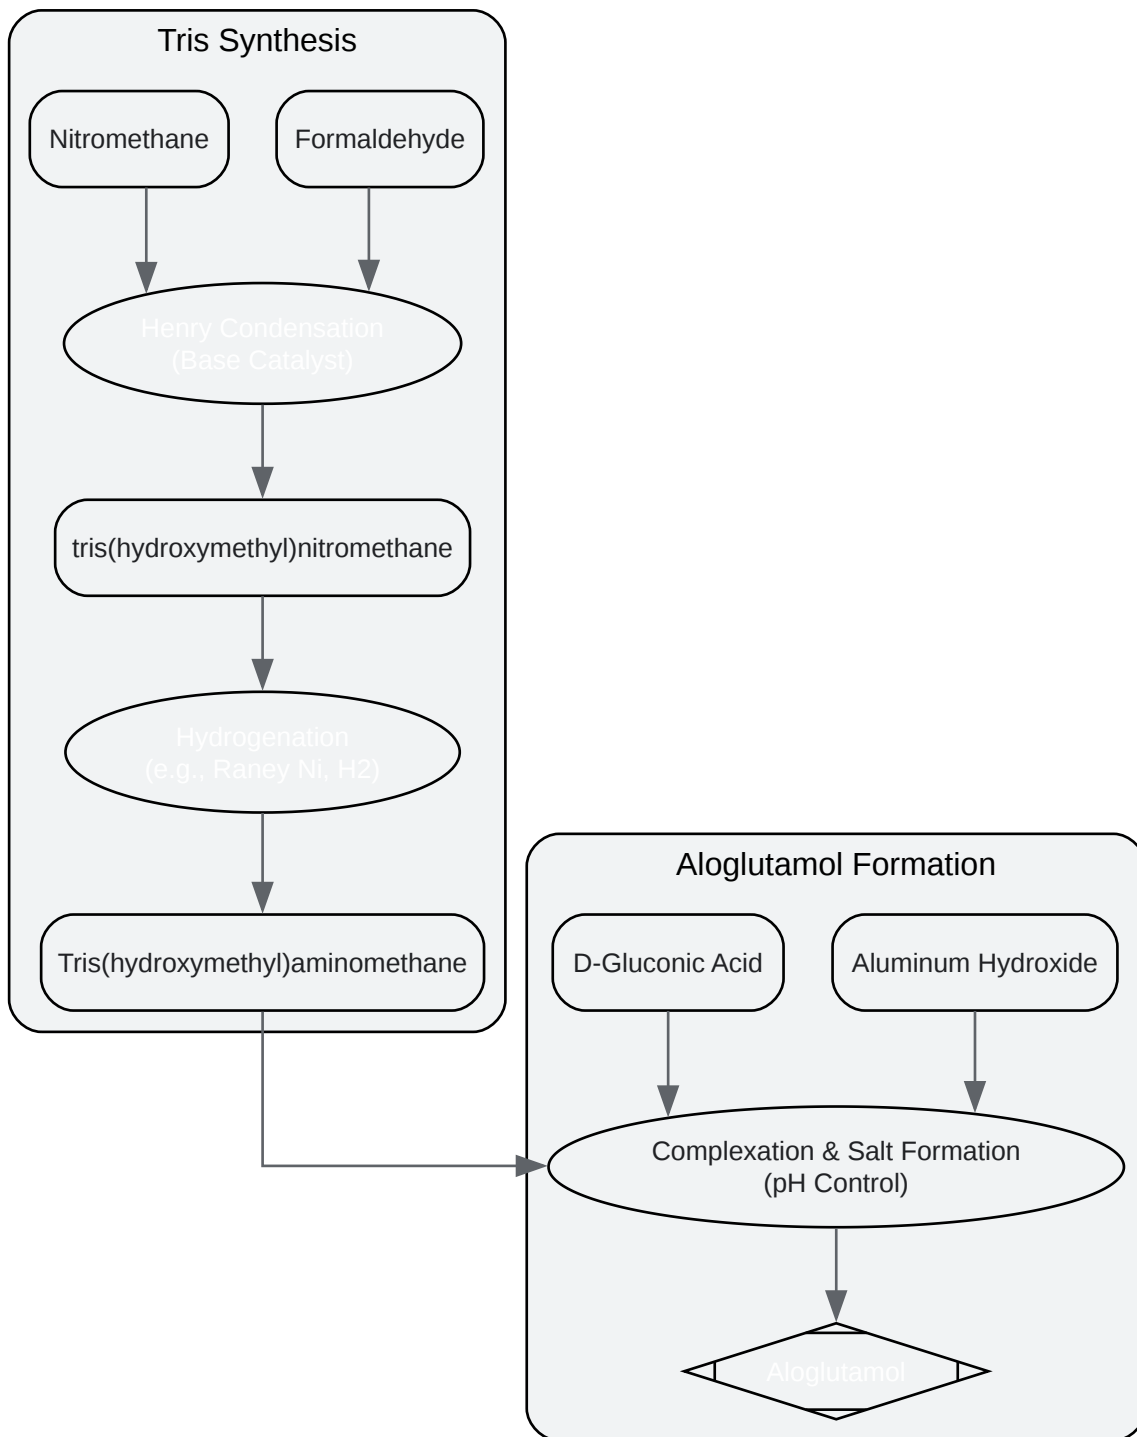 Tris Synthesis
Nitromethane
Formaldehyde
Henry Condensation
(Base Catalyst)
tris(hydroxymethyl)nitromethane
Hydrogenation
(e.g., Raney Ni, H2)
Tris(hydroxymethyl)aminomethane
Aloglutamol Formation
D-Gluconic Acid
Aluminum Hydroxide
Complexation & Salt Formation
(pH Control)
Aloglutamol